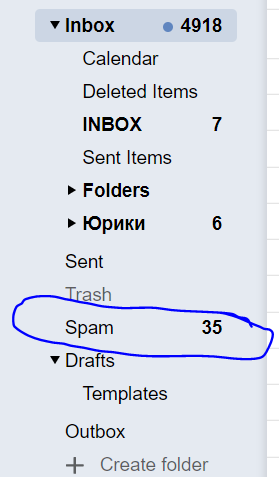 Inbox 4918
Calendar
Deleted Items
INBOX 7
Sent Items
Folders
Юрики 6
Sent
Trash
Spam 35
Drafts
Templates
Outbox
Create folder